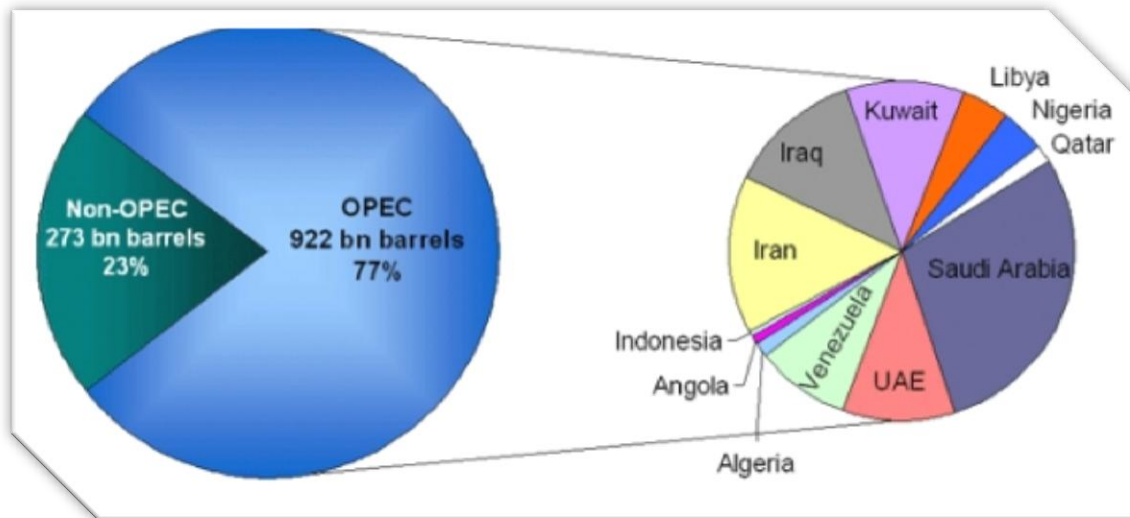 Non-OPEC
273 bn barrels
23%
OPEC
922 bn barrels
77%
Libya
Nigeria
Qatar
Kuwait
Iraq
Iran
Saudi Arabia
Indonesia
Angola
Algeria
Venezuela
UAE